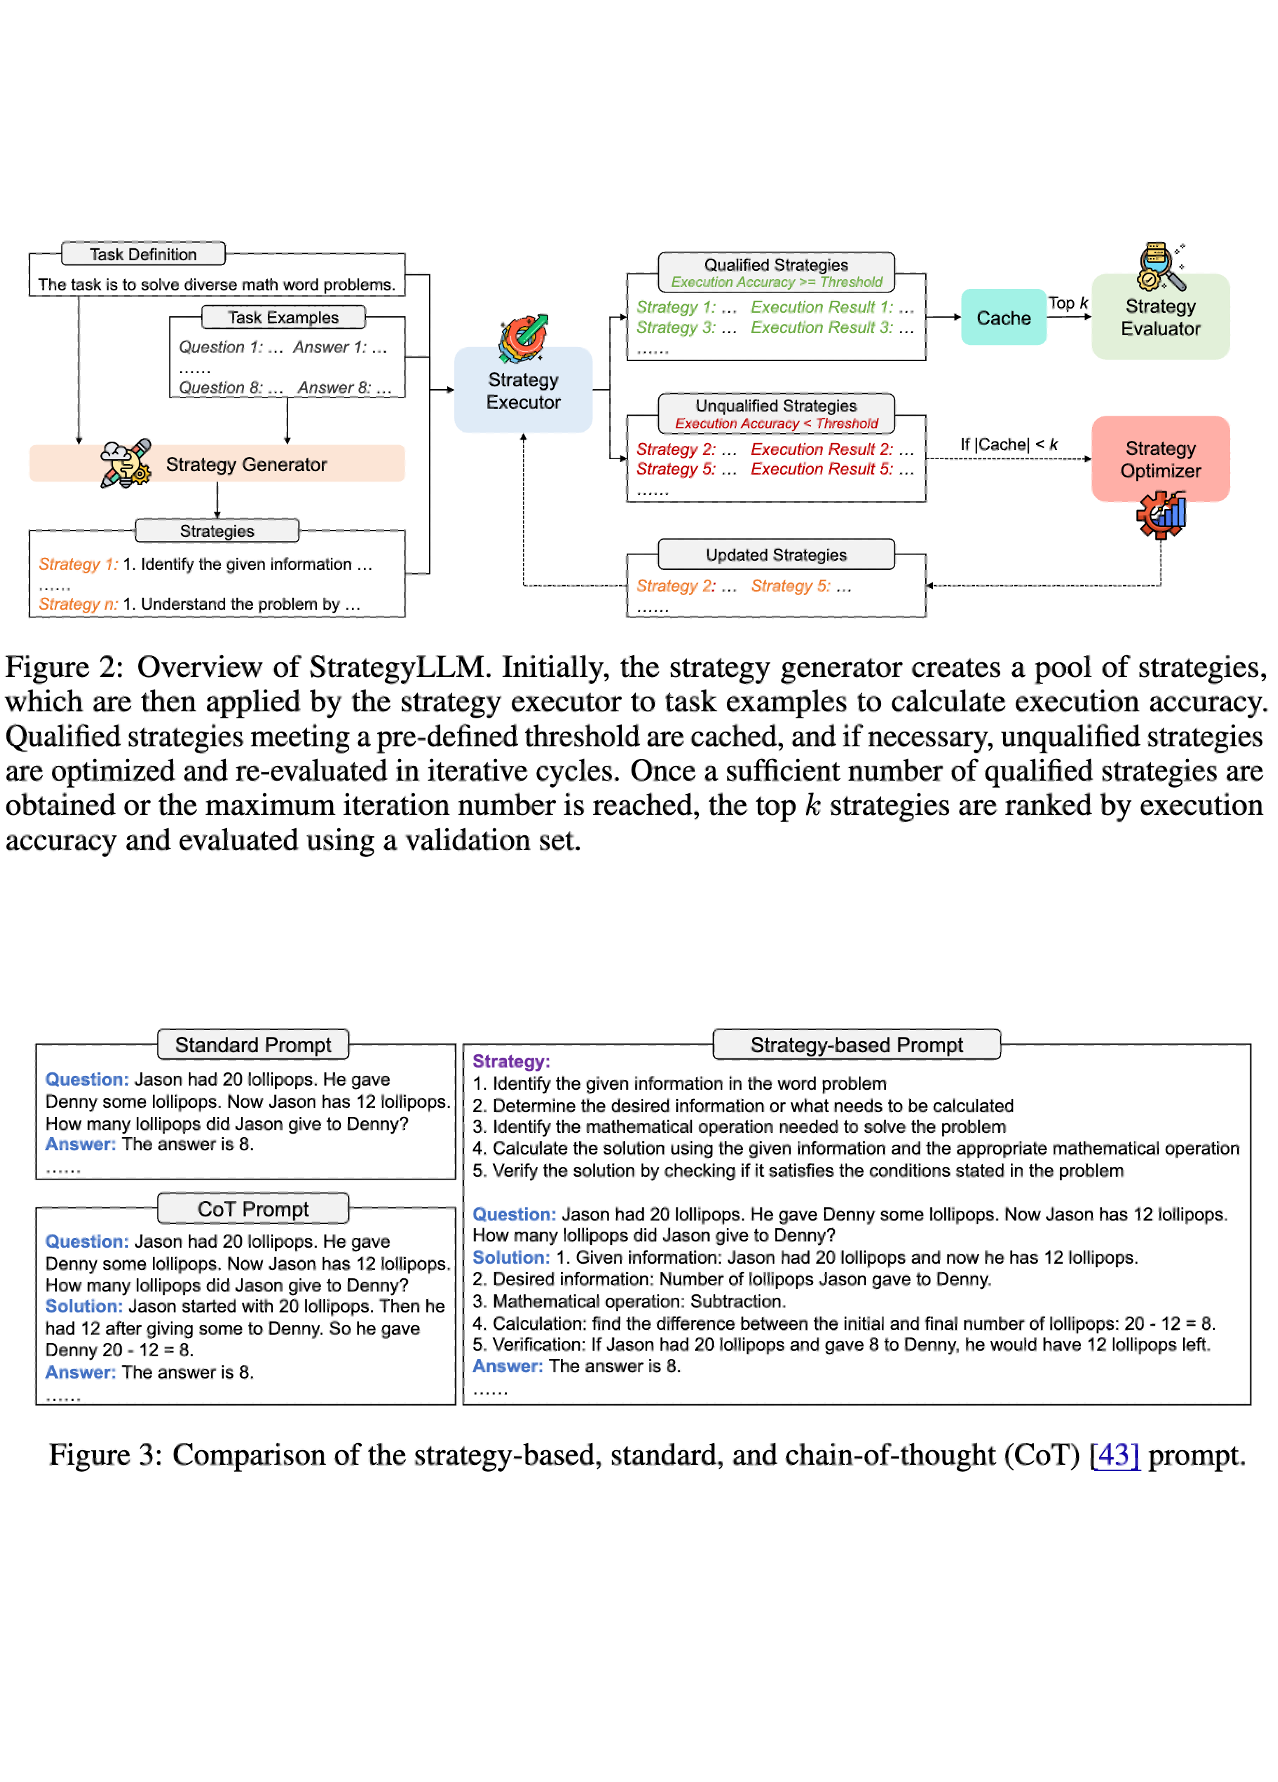 Task Definition
The task is to solve diverse math word problems.
Task Examples
Question 1: ... Answer 1: ...
......
Question 8: ... Answer 8: ...
Strategy Generator
Strategies
Strategy 1: 1. Identify the given information ...
......
Strategy n: 1. Understand the problem by ...
Strategy
Executor
Qualified Strategies
Execution Accuracy >= Threshold
Strategy 1: ... Execution Result 1: ...
Strategy 3: ... Execution Result 3: ...
......
Cache
Top k
Strategy
Evaluator
Unqualified Strategies
Execution Accuracy < Threshold
Strategy 2: ... Execution Result 2: ...
Strategy 5: ... Execution Result 5: ...
......
If |Cache| < k
Strategy
Optimizer
Updated Strategies
Strategy 2: ... Strategy 5: ...
......
Figure 2: Overview of StrategyLLM. Initially, the strategy generator creates a pool of strategies,
which are then applied by the strategy executor to task examples to calculate execution accuracy.
Qualified strategies meeting a pre-defined threshold are cached, and if necessary, unqualified strategies
are optimized and re-evaluated in iterative cycles. Once a sufficient number of qualified strategies are
obtained or the maximum iteration number is reached, the top k strategies are ranked by execution
accuracy and evaluated using a validation set.
Standard Prompt
Question: Jason had 20 lollipops. He gave
Denny some lollipops. Now Jason has 12 lollipops.
How many lollipops did Jason give to Denny?
Answer: The answer is 8.
......
CoT Prompt
Question: Jason had 20 lollipops. He gave
Denny some lollipops. Now Jason has 12 lollipops.
How many lollipops did Jason give to Denny?
Solution: Jason started with 20 lollipops. Then he
had 12 after giving some to Denny. So he gave
Denny 20 - 12 = 8.
Answer: The answer is 8.
......
Strategy-based Prompt
Strategy:
1. Identify the given information in the word problem
2. Determine the desired information or what needs to be calculated
3. Identify the mathematical operation needed to solve the problem
4. Calculate the solution using the given information and the appropriate mathematical operation
5. Verify the solution by checking if it satisfies the conditions stated in the problem
Question: Jason had 20 lollipops. He gave Denny some lollipops. Now Jason has 12 lollipops.
How many lollipops did Jason give to Denny?
Solution: 1. Given information: Jason had 20 lollipops and now he has 12 lollipops.
2. Desired information: Number of lollipops Jason gave to Denny.
3. Mathematical operation: Subtraction.
4. Calculation: find the difference between the initial and final number of lollipops: 20 - 12 = 8.
5. Verification: If Jason had 20 lollipops and gave 8 to Denny, he would have 12 lollipops left.
Answer: The answer is 8.
......
Figure 3: Comparison of the strategy-based, standard, and chain-of-thought (CoT) [43] prompt.